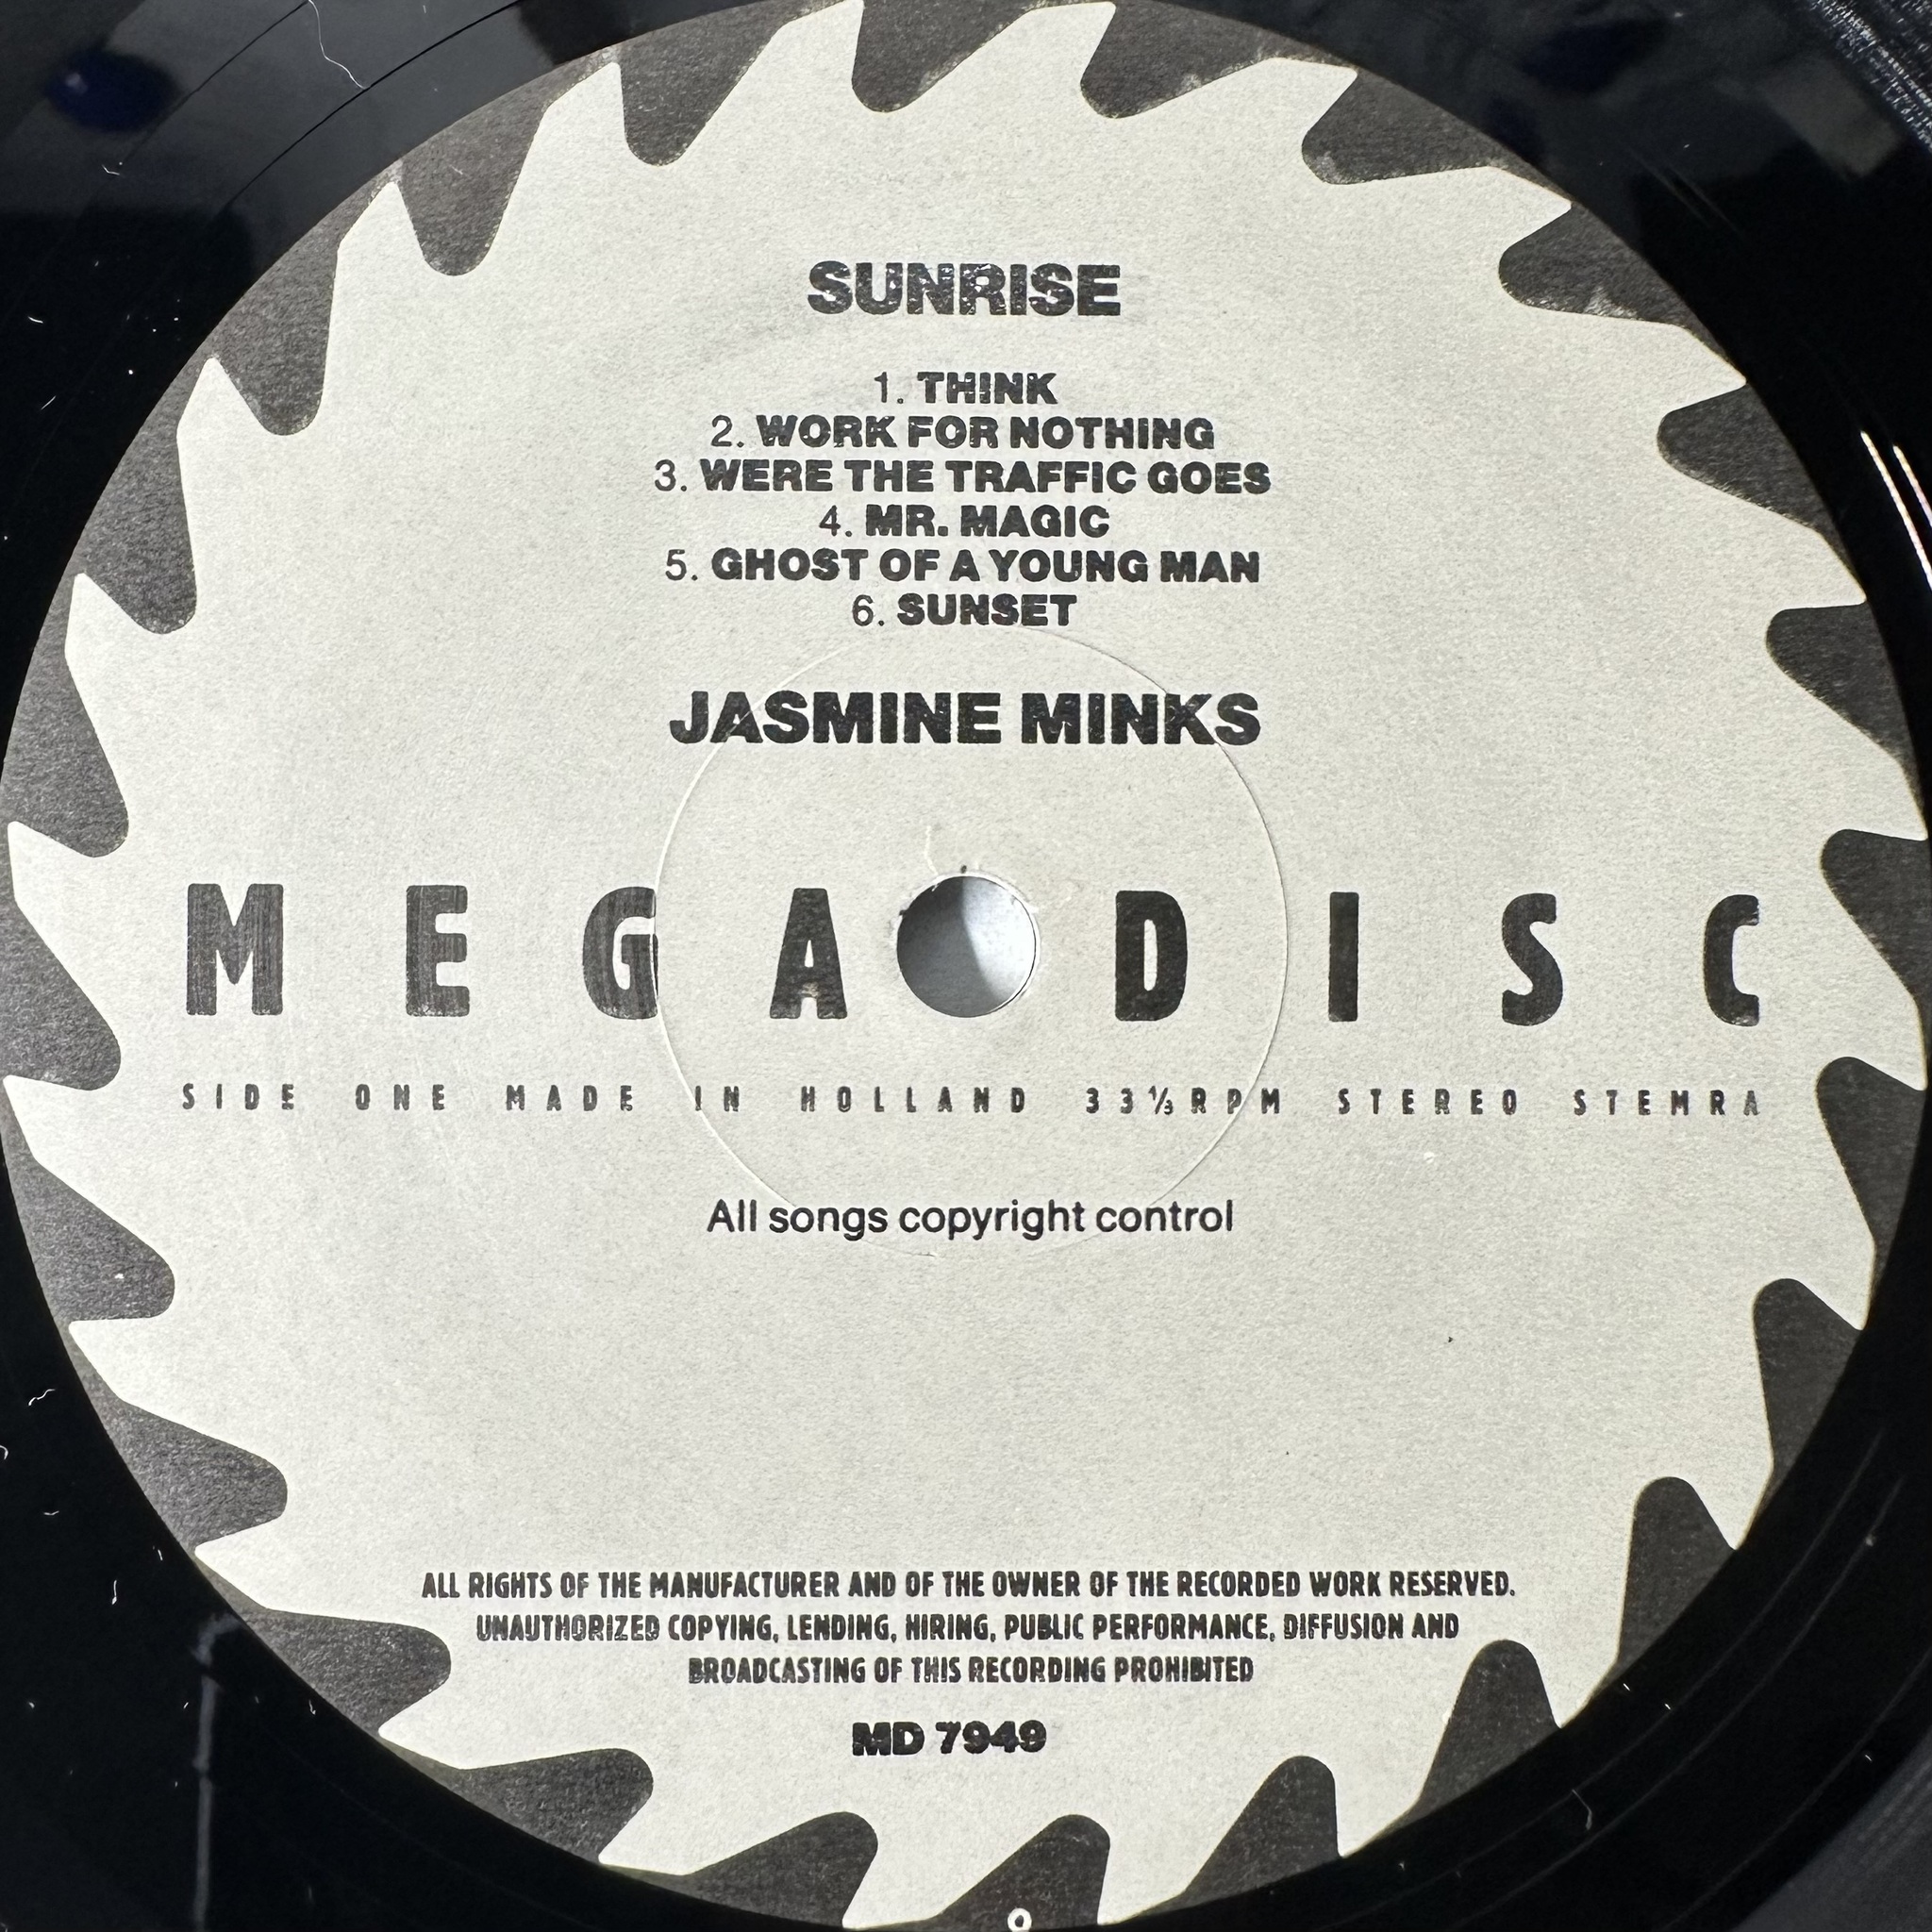 SUNRISE
1. THINK
2. WORK FOR NOTHING
3. WERE THE TRAFFIC GOES
4. MR. MAGIC
5. GHOST OF A YOUNG MAN
6. SUNSET
JASMINE MINKS
MEGA DISC
SIDE ONE MADE IN HOLLAND 33⅓RPM STEREO STEMRA
All songs copyright control
ALL RIGHTS OF THE MANUFACTURER AND OF THE OWNER OF THE RECORDED WORK RESERVED.
UNAUTHORIZED COPYING, LENDING, HIRING, PUBLIC PERFORMANCE, DIFFUSION AND
BROADCASTING OF THIS RECORDING PROHIBITED
MD 7949